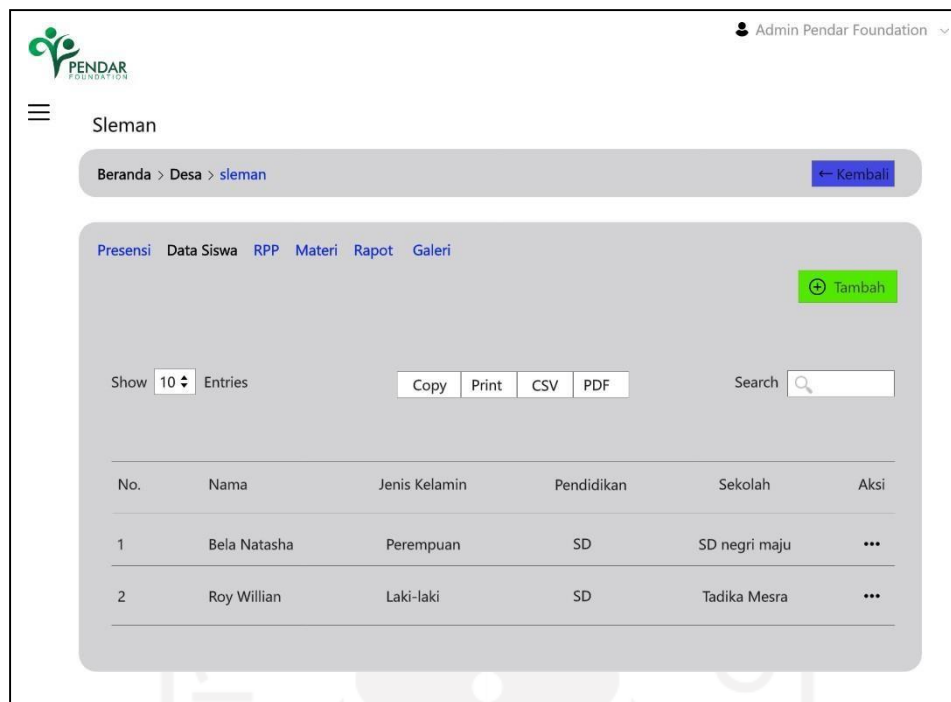 Admin Pendar Foundation
PENDAR
FOUNDATION
Sleman
Beranda > Desa > sleman
← Kembali
Presensi Data Siswa RPP Materi Rapot Galeri
Tambah
Show 10 Entries Copy Print CSV PDF Search
No. Nama Jenis Kelamin Pendidikan Sekolah Aksi
1 Bela Natasha Perempuan SD SD negri maju •••
2 Roy Willian Laki-laki SD Tadika Mesra •••